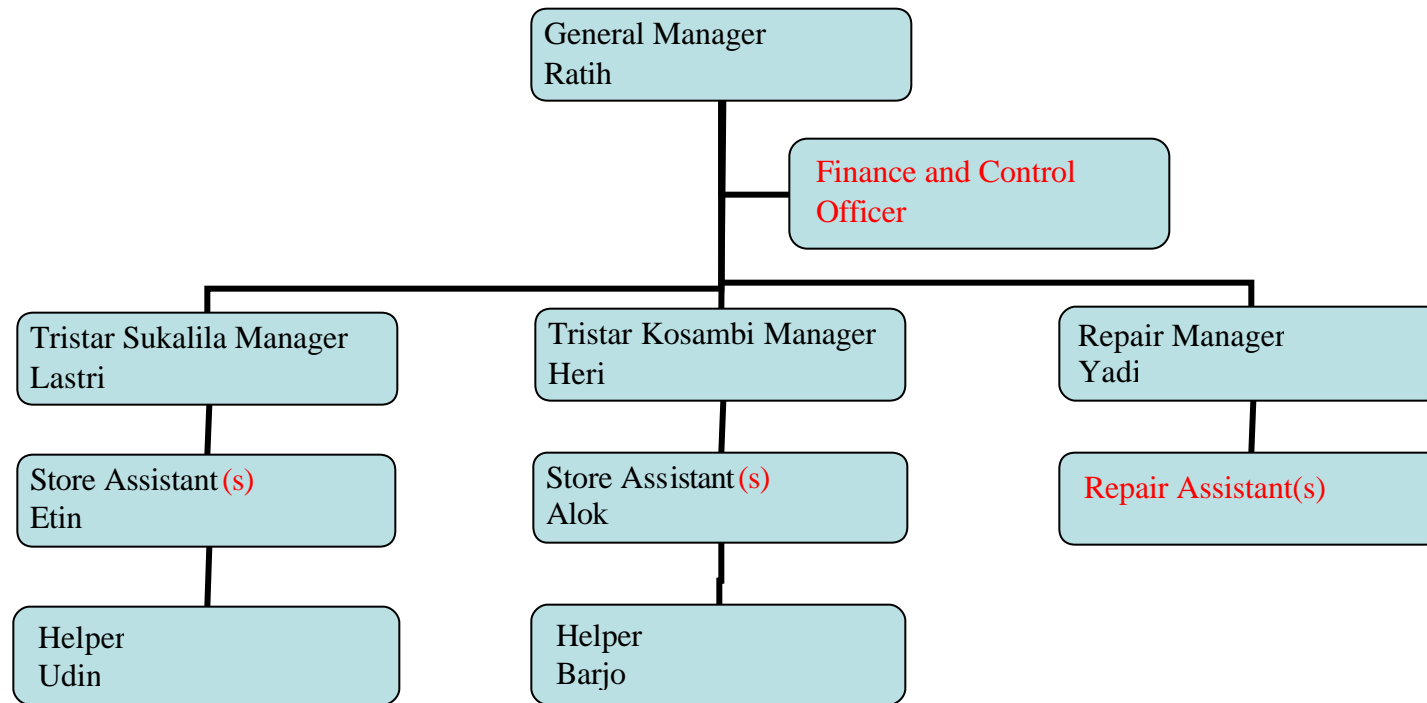 General Manager
Ratih
Finance and Control
Officer
Tristar Sukalila Manager
Lastri
Tristar Kosambi Manager
Heri
Repair Manager
Yadi
Store Assistant(s)
Etin
Store Assistant(s)
Alok
Repair Assistant(s)
Helper
Udin
Helper
Barjo